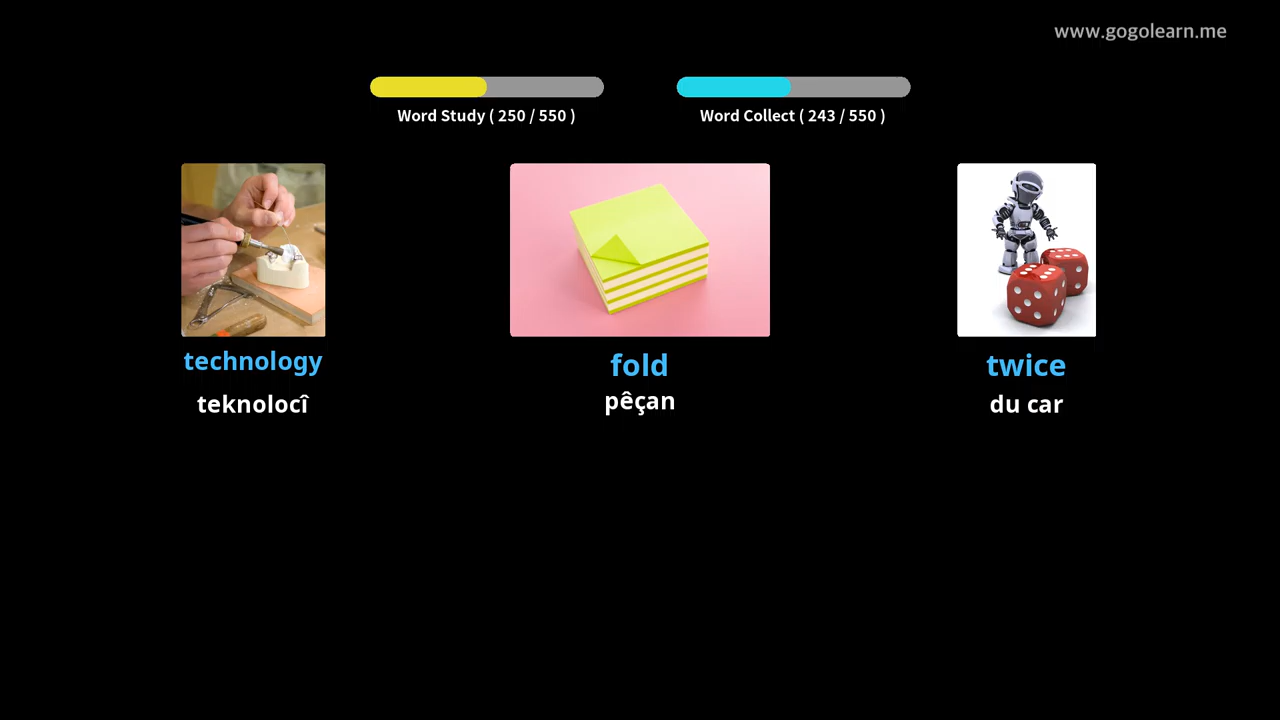 www.gogolearn.me
Word Study ( 250 / 550 )
Word Collect ( 243 / 550 )
technology
teknolocî
fold
pêçan
twice
du car